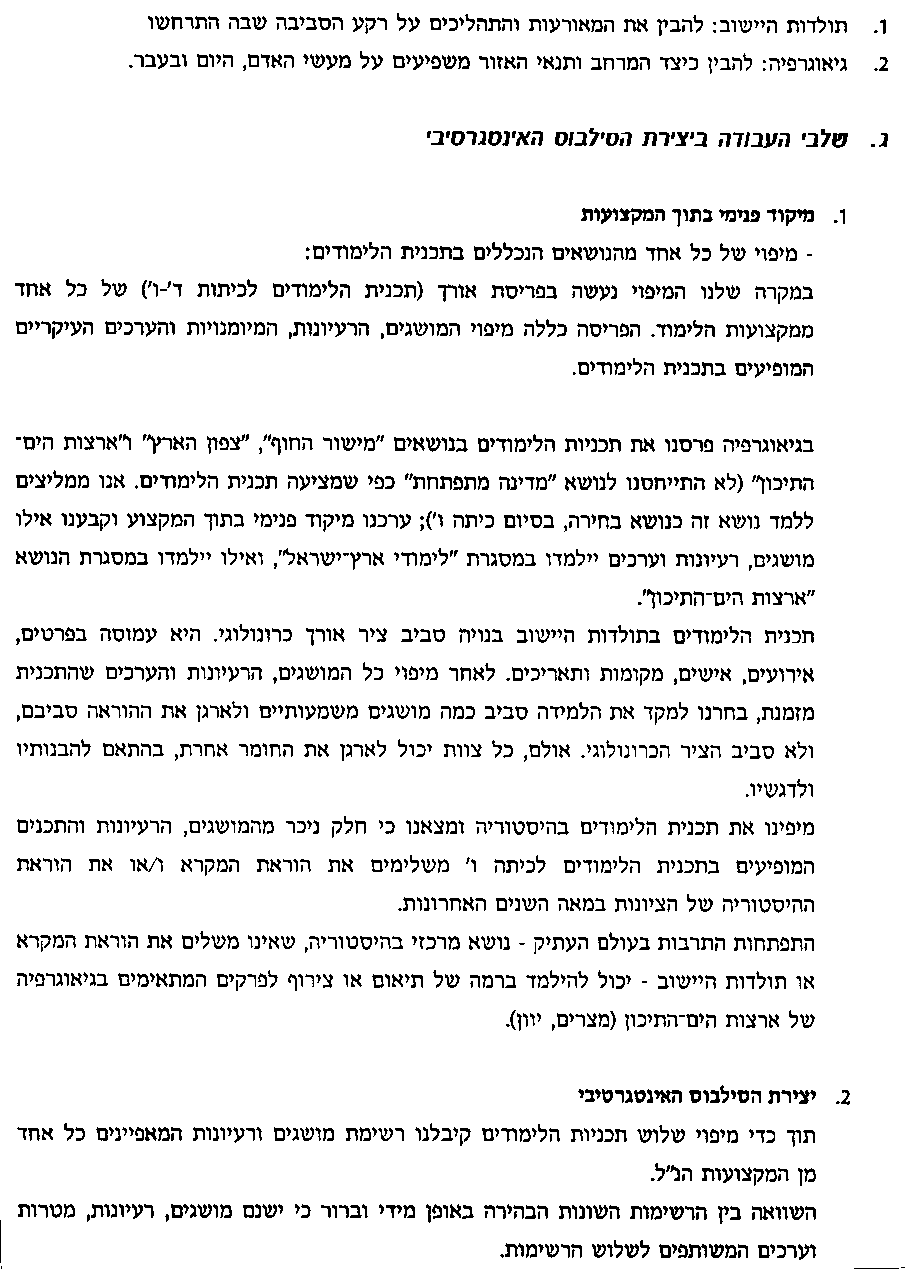 1. תולדות היישוב: להבין את המאורעות והתהליכים על רקע הסביבה שבה התרחשו
2. גיאוגרפיה: להבין כיצד המרחב ותנאי האזור משפיעים על מעשי האדם, היום ובעבר.
ג. שלבי העבודה ביצירת הסילבוס האינטגרטיבי
1. מיקוד פנימי בתוך המקצועות
- מיפוי של כל אחד מהנושאים הנכללים בתכנית הלימודים:
במקרה שלנו המיפוי נעשה בפריסת אורך (תכנית הלימודים לכיתות ד'-ו') של כל אחד
ממקצועות הלימוד. הפריסה כללה מיפוי המושגים, הרעיונות, המיומנויות והערכים העיקריים
המופיעים בתכנית הלימודים.
בגיאוגרפיה פרסנו את תכניות הלימודים בנושאים "מישור החוף", "צפון הארץ" ו"ארצות הים-
התיכון" (לא התייחסנו לנושא "מדינה מתפתחת" כפי שמציעה תכנית הלימודים. אנו ממליצים
ללמד נושא זה כנושא בחירה, בסיום כיתה ו'); ערכנו מיקוד פנימי בתוך המקצוע וקבענו אילו
מושגים, רעיונות וערכים יילמדו במסגרת "לימודי ארץ-ישראל", ואילו יילמדו במסגרת הנושא
"ארצות הים-התיכון".
תכנית הלימודים בתולדות היישוב בנויה סביב ציר אורך כרונולוגי. היא עמוסה בפרטים,
אירועים, אישים, מקומות ותאריכים. לאחר מיפוי כל המושגים, הרעיונות והערכים שהתכנית
מזמנת, בחרנו למקד את הלמידה סביב כמה מושגים משמעותיים ולארגן את ההוראה סביבם,
ולא סביב הציר הכרונולוגי. אולם, כל צוות יכול לארגן את החומר אחרת, בהתאם להבנותיו
ולדגשיו.
מיפינו את תכנית הלימודים בהיסטוריה ומצאנו כי חלק ניכר מהמושגים, הרעיונות והתכנים
המופיעים בתכנית הלימודים לכיתה ו' משלימים את הוראת המקרא ו/או את הוראת
ההיסטוריה של הציונות במאה השנים האחרונות.
התפתחות התרבות בעולם העתיק - נושא מרכזי בהיסטוריה, שאינו משלים את הוראת המקרא
או תולדות היישוב - יכול להילמד ברמה של תיאום או צירוף לפרקים המתאימים בגיאוגרפיה
של ארצות הים-התיכון (מצרים, יוון).
2. יצירת הסילבוס האינטגרטיבי
תוך כדי מיפוי שלוש תכניות הלימודים קיבלנו רשימת מושגים ורעיונות המאפיינים כל אחד
מן המקצועות הנ"ל.
השוואה בין הרשימות השונות הבהירה באופן מידי וברור כי ישנם מושגים, רעיונות, מטרות
וערכים המשותפים לשלוש הרשימות.